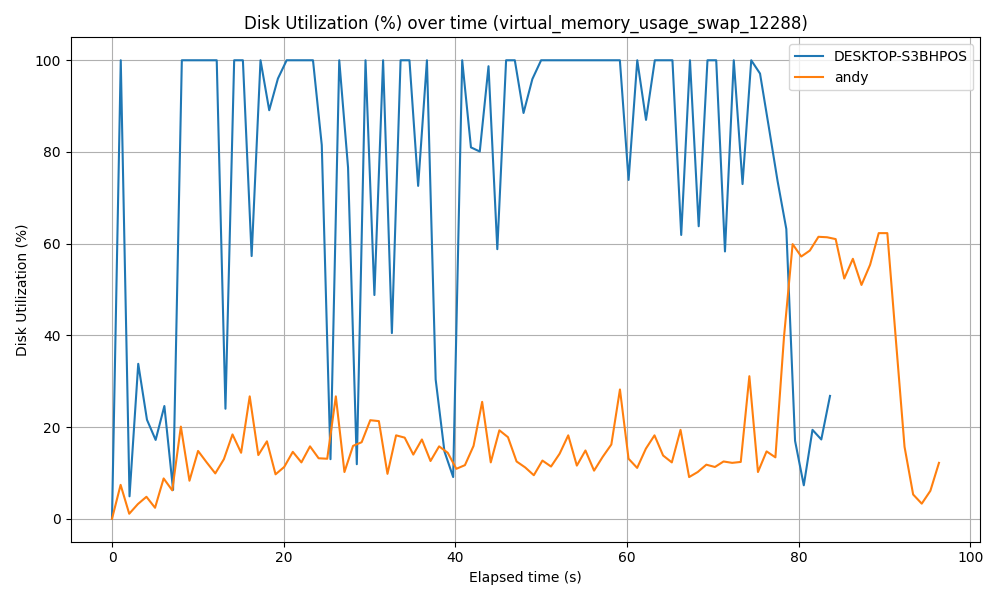 Disk Utilization (%) over time (virtual_memory_usage_swap_12288)
DESKTOP-S3BHPOS
andy
Disk Utilization (%)
100
80
60
40
20
0
0 20 40 60 80 100
Elapsed time (s)